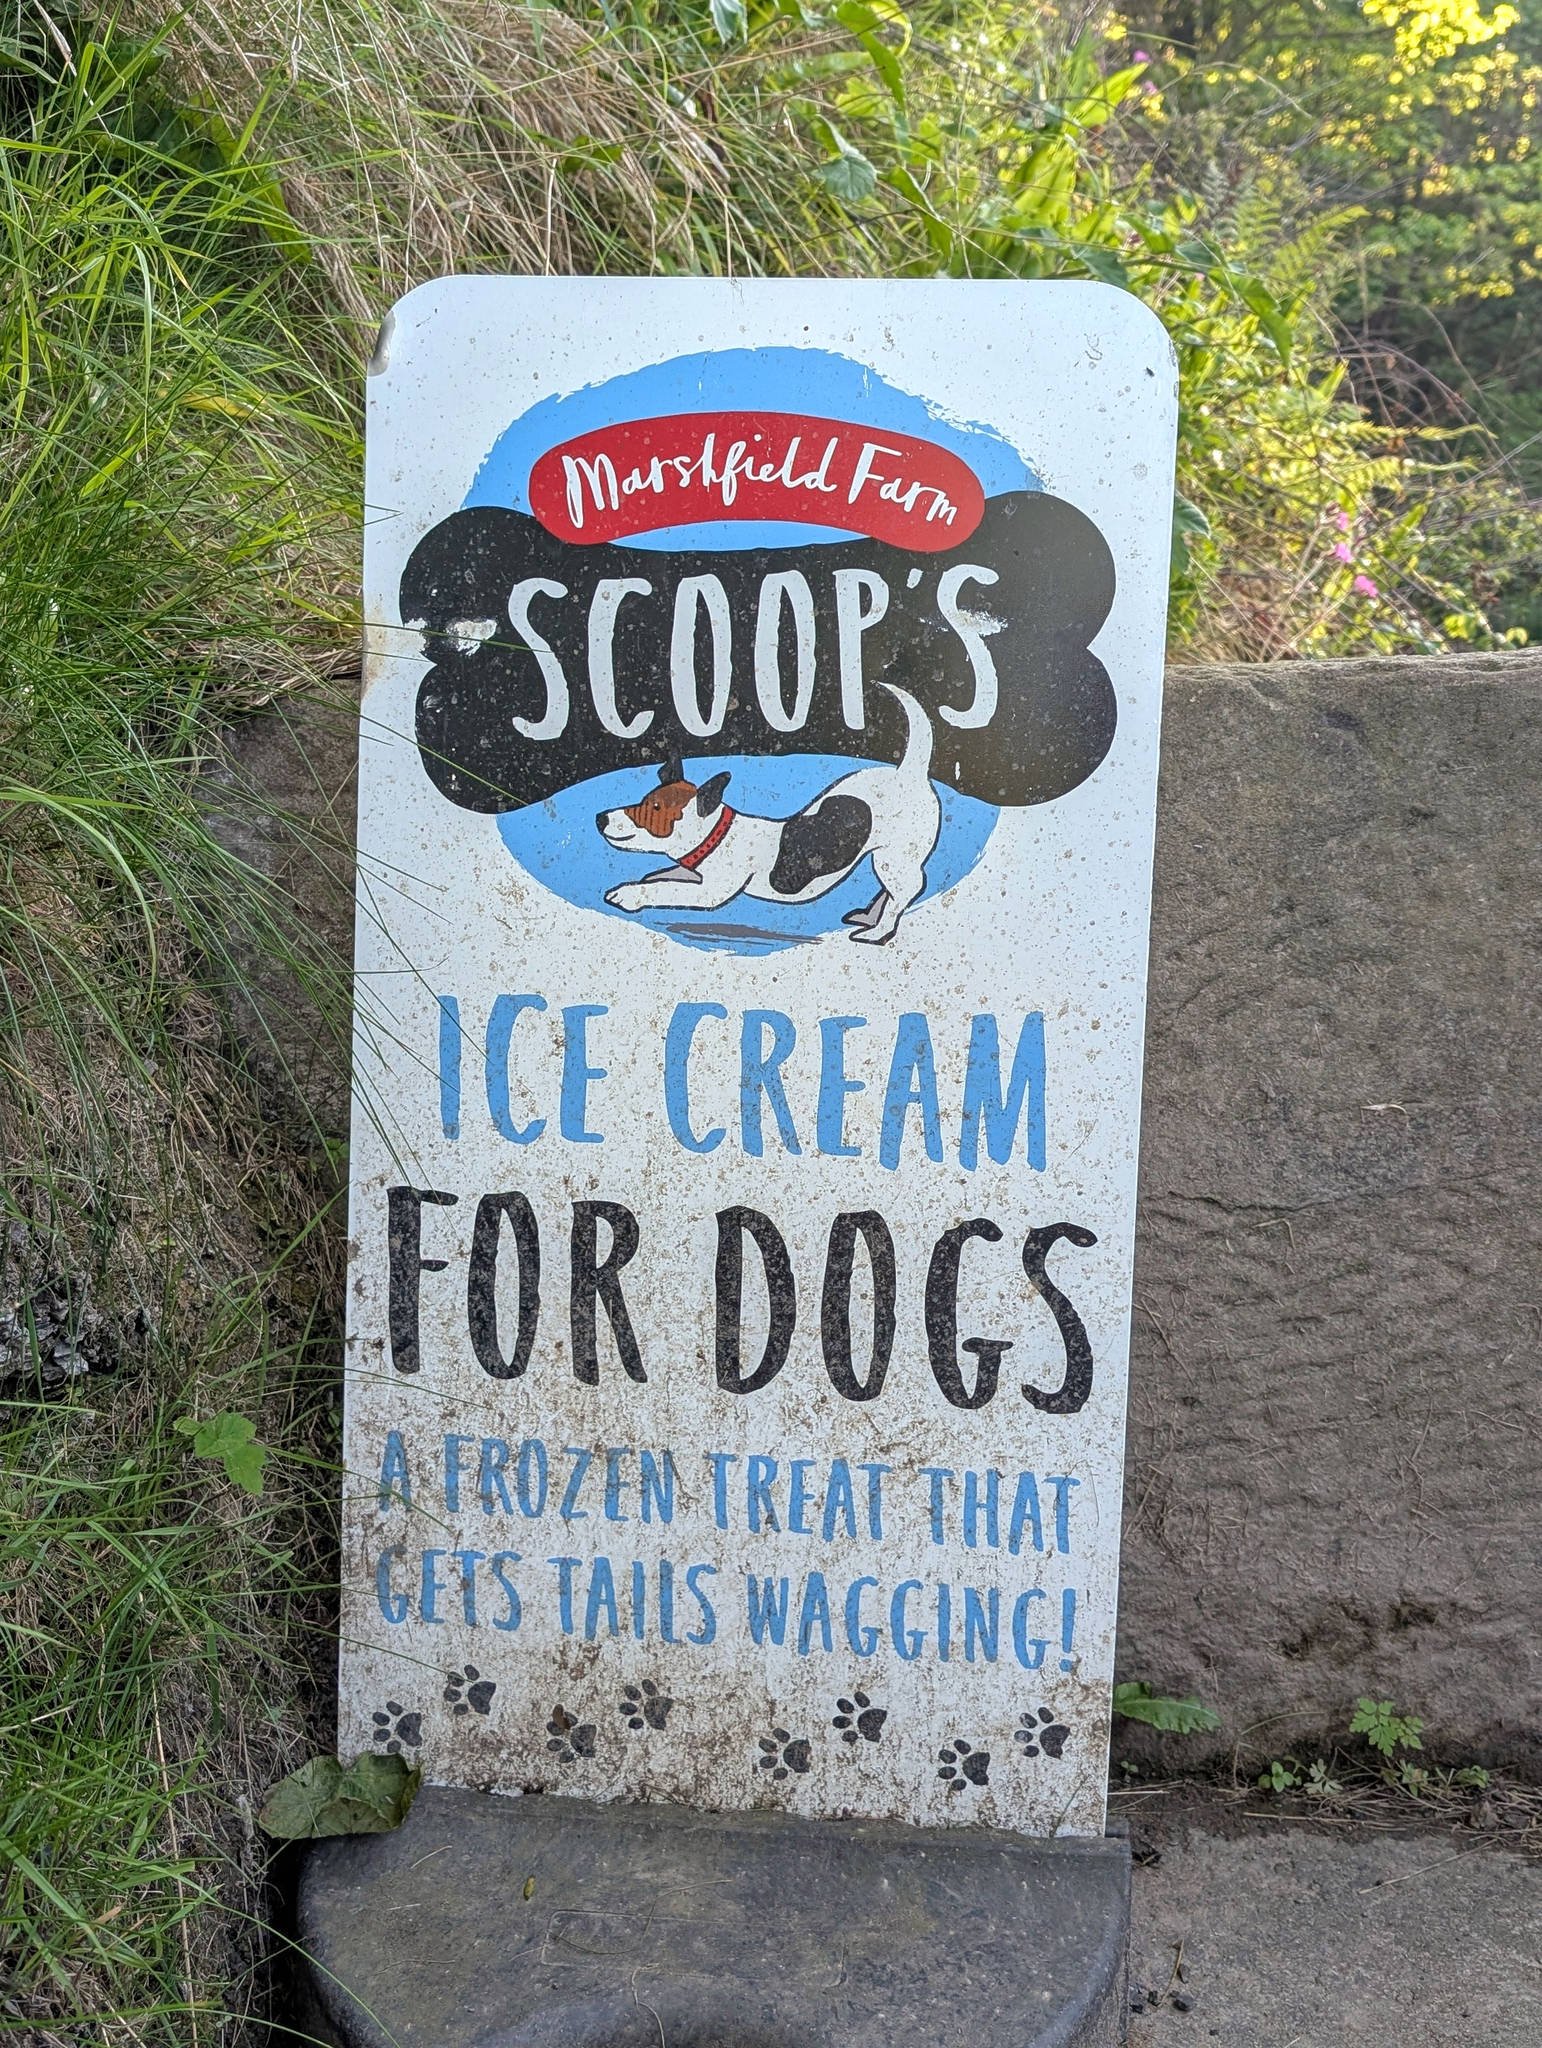 Marshfield Farm
SCOOP'S
ICE CREAM
FOR DOGS
A FROZEN TREAT THAT
GETS TAILS WAGGING!